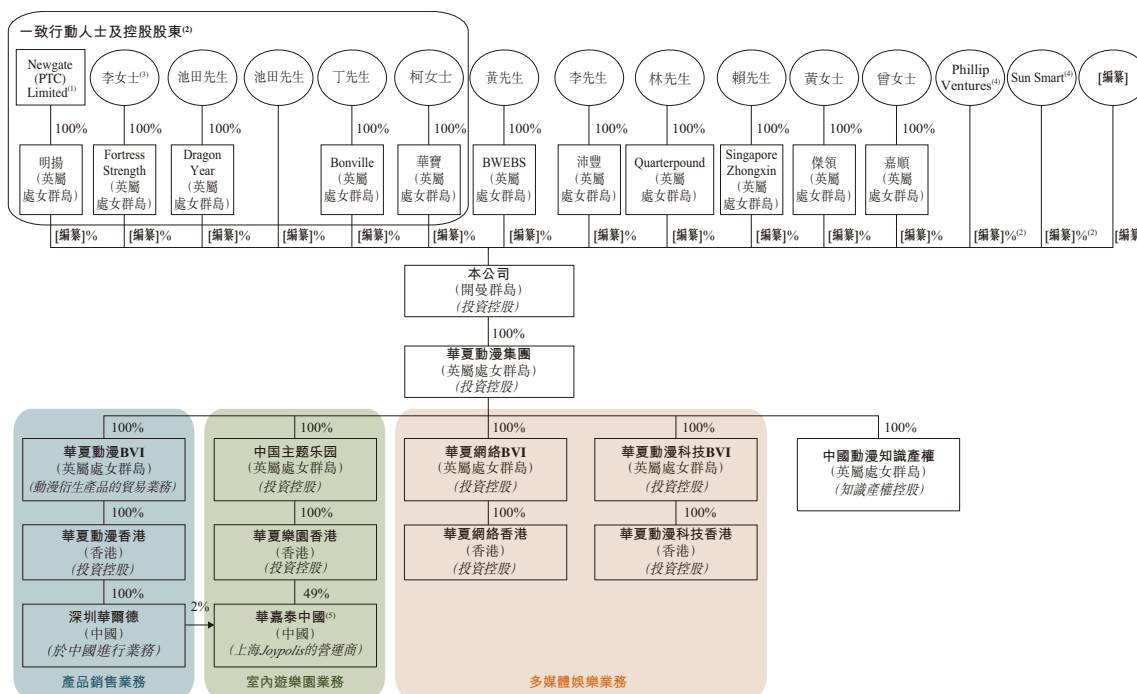 一致行動人士及控股股東(2)
Newgate
(PTC)
Limited(1)
李女士(3)
池田先生
池田先生
丁先生
柯女士
黃先生
李先生
林先生
賴先生
黃女士
曾女士
Phillip
Ventures(4)
Sun Smart(4)
[編纂]
100%
100%
100%
100%
100%
100%
100%
100%
100%
100%
100%
明揚
(英屬
處女群島)
Fortress
Strength
(英屬
處女群島)
Dragon
Year
(英屬
處女群島)
Bonville
(英屬
處女群島)
華寶
(英屬
處女群島)
BWEBS
(英屬
處女群島)
沛豐
(英屬
處女群島)
Quarterpound
(英屬
處女群島)
Singapore
Zhongxin
(英屬
處女群島)
傑領
(英屬
處女群島)
嘉順
(英屬
處女群島)
[編纂]%
[編纂]%
[編纂]%
[編纂]%
[編纂]%
[編纂]%
[編纂]%
[編纂]%
[編纂]%
[編纂]%
[編纂]%
[編纂]%
[編纂]%(2)
[編纂]%(2)
[編纂]
本公司
(開曼群島)
(投資控股)
100%
華夏動漫集團
(英屬處女群島)
(投資控股)
100%
100%
100%
100%
100%
華夏動漫BVI
(英屬處女群島)
(動漫衍生產品的貿易業務)
中国主题乐园
(英屬處女群島)
(投資控股)
華夏網絡BVI
(英屬處女群島)
(投資控股)
華夏動漫科技BVI
(英屬處女群島)
(投資控股)
中國動漫知識產權
(英屬處女群島)
(知識產權控股)
100%
100%
100%
100%
華夏動漫香港
(香港)
(投資控股)
華夏樂園香港
(香港)
(投資控股)
華夏網絡香港
(香港)
(投資控股)
華夏動漫科技香港
(香港)
(投資控股)
100%
49%
深圳華爾德
(中國)
(於中國進行業務)
2%
華嘉泰中國(5)
(中國)
(上海Joypolis的營運商)
產品銷售業務
室內遊樂園業務
多媒體娛樂業務